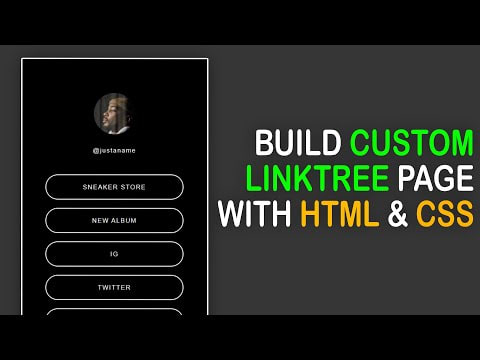 @justaname
SNEAKER STORE
NEW ALBUM
IG
TWITTER
BUILD CUSTOM
LINKTREE PAGE
WITH HTML & CSS